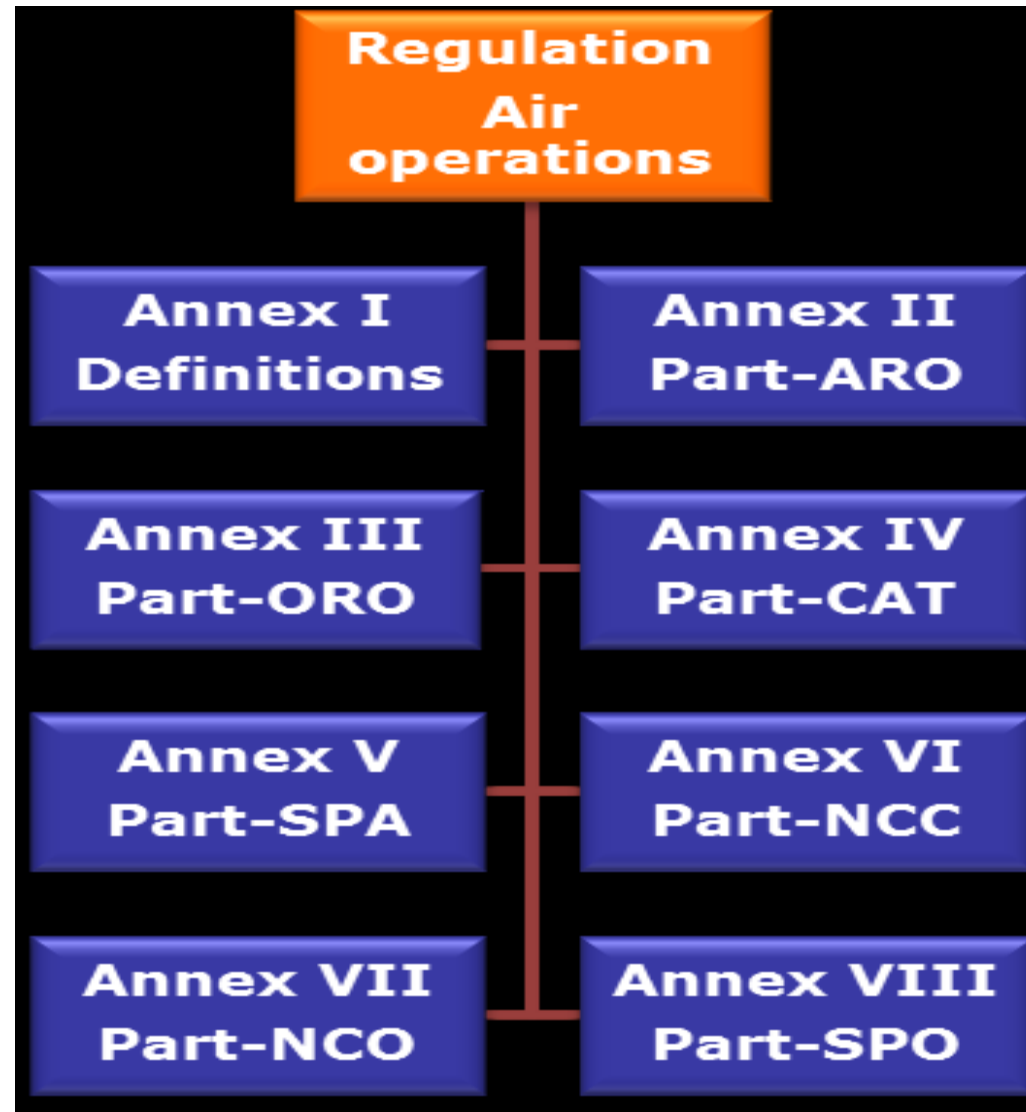 Regulation
Air
operations
Annex I
Definitions
Annex II
Part-ARO
Annex III
Part-ORO
Annex IV
Part-CAT
Annex V
Part-SPA
Annex VI
Part-NCC
Annex VII
Part-NCO
Annex VIII
Part-SPO